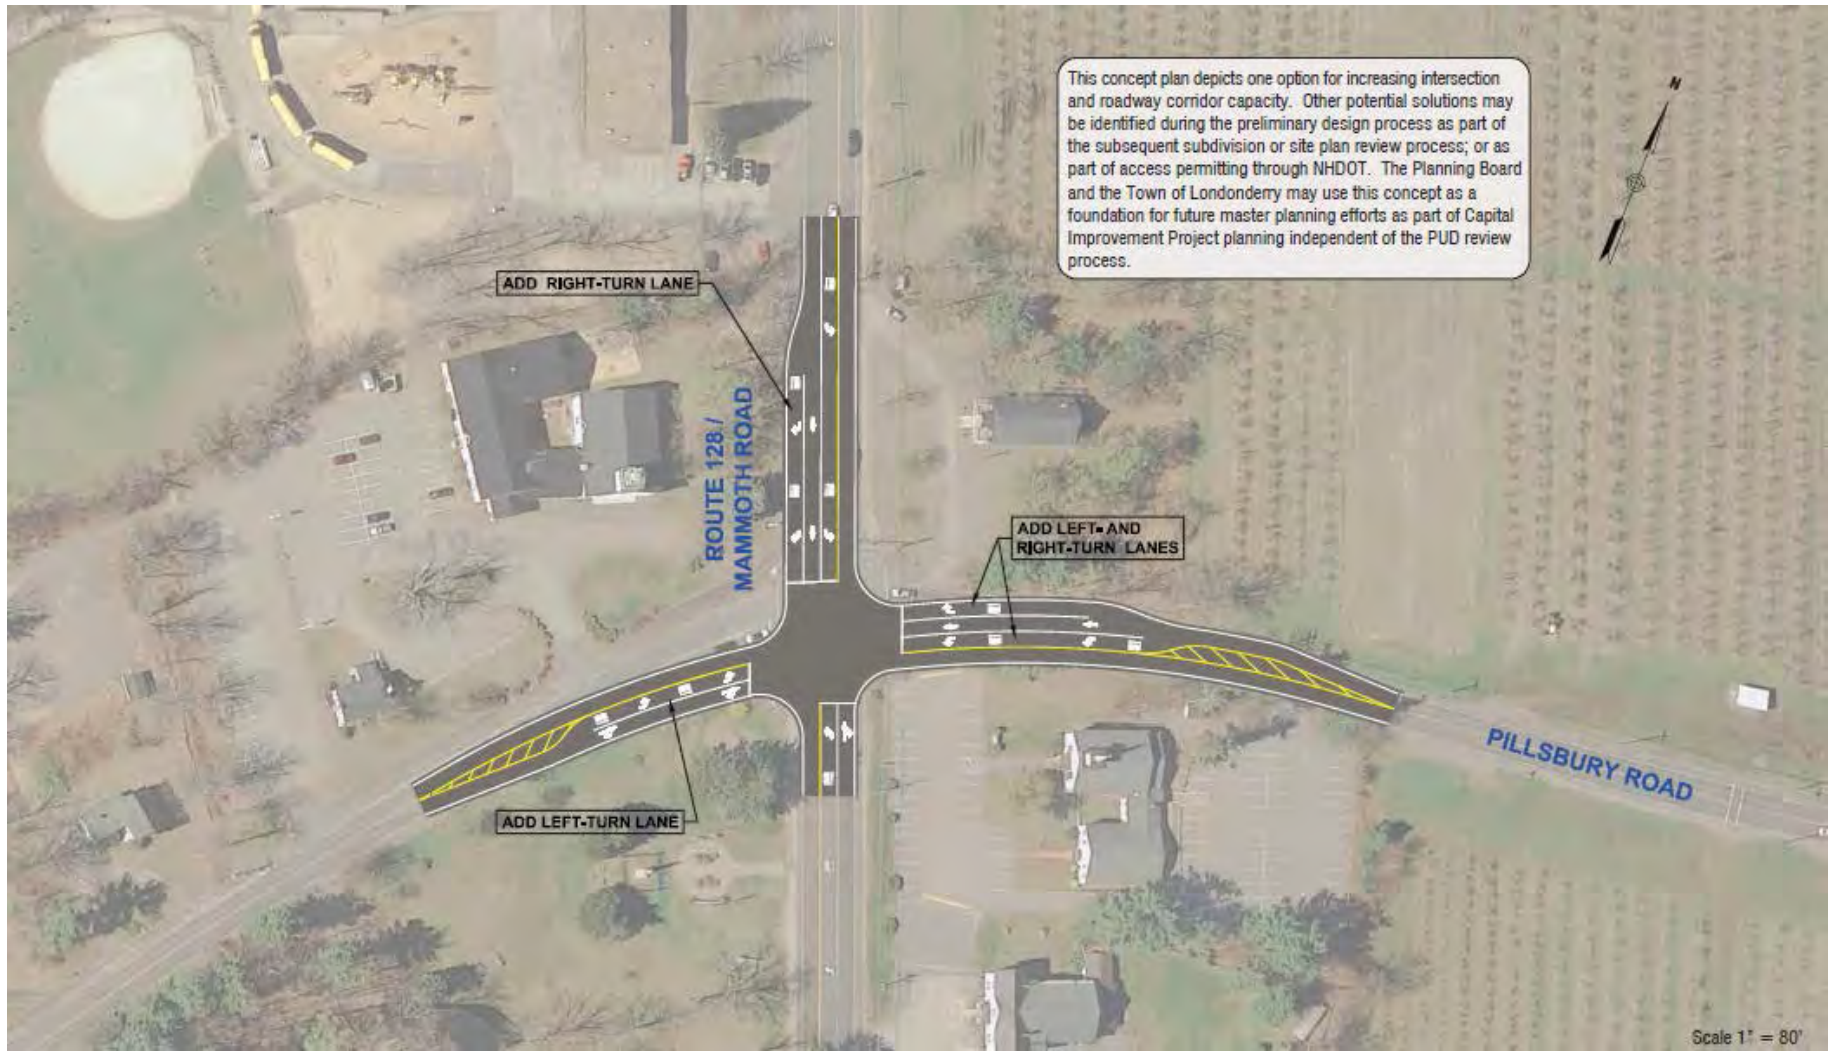 This concept plan depicts one option for increasing intersection
and roadway corridor capacity. Other potential solutions may
be identified during the preliminary design process as part of
the subsequent subdivision or site plan review process; or as
part of access permitting through NHDOT. The Planning Board
and the Town of Londonderry may use this concept as a
foundation for future master planning efforts as part of Capital
Improvement Project planning independent of the PUD review
process.
N
ADD RIGHT-TURN LANE
ROUTE 128 /
MAMMOTH ROAD
ADD LEFT- AND
RIGHT-TURN LANES
PILLSBURY ROAD
ADD LEFT-TURN LANE
Scale 1" = 80'